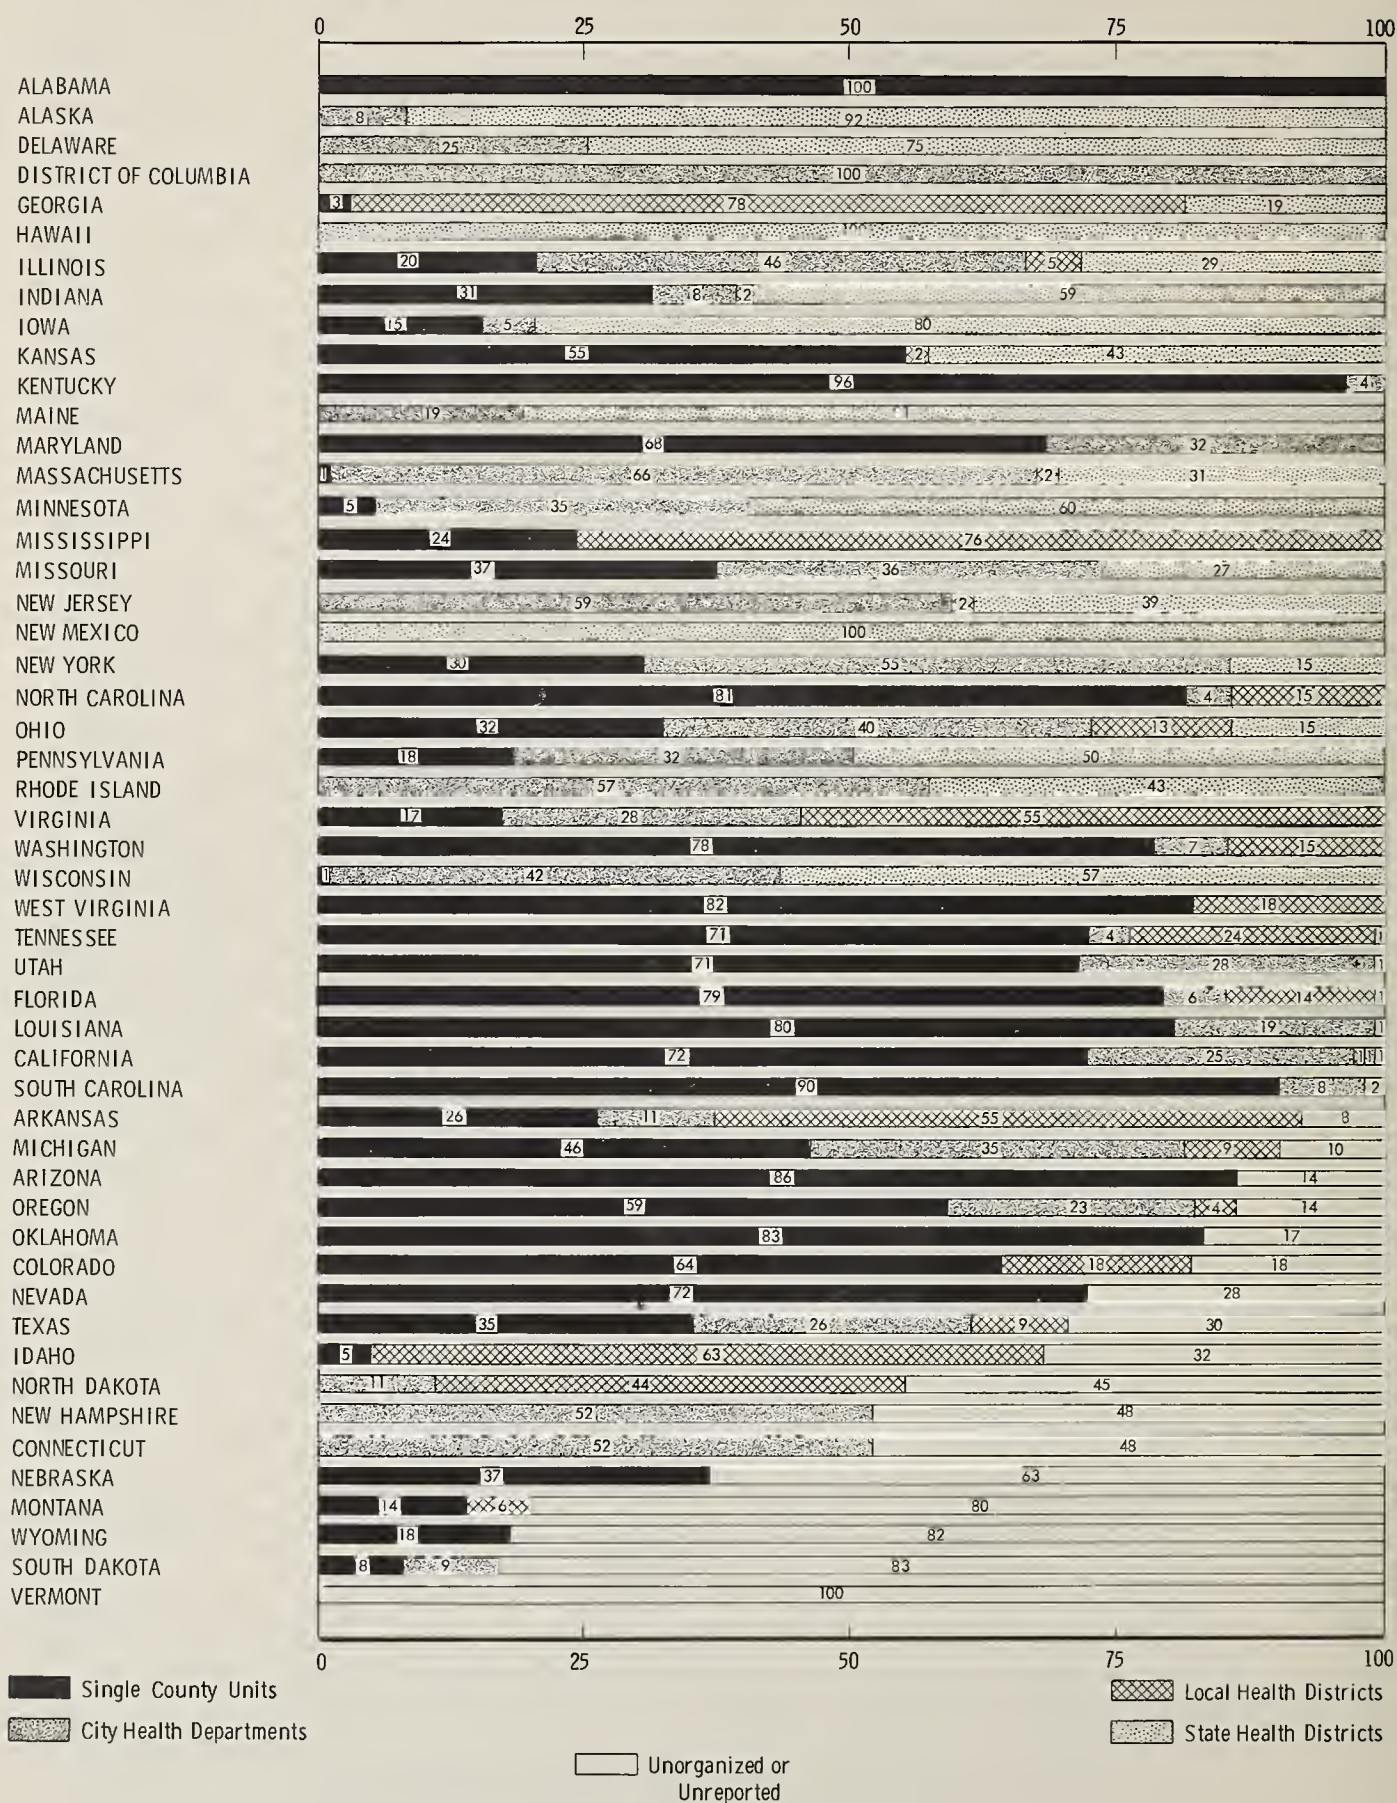 0 25 50 75 100
ALABAMA 100
ALASKA 8 92
DELAWARE 25 75
DISTRICT OF COLUMBIA 100
GEORGIA 3 78 19
HAWAII 100
ILLINOIS 20 46 5 29
INDIANA 31 8 2 59
IOWA 15 5 80
KANSAS 55 2 43
KENTUCKY 96 4
MAINE 19
MARYLAND 68 32
MASSACHUSETTS 1 66 2 31
MINNESOTA 5 35 60
MISSISSIPPI 24 76
MISSOURI 37 36 27
NEW JERSEY 59 2 39
NEW MEXICO 100
NEW YORK 30 55 15
NORTH CAROLINA 81 4 15
OHIO 32 40 13 15
PENNSYLVANIA 18 32 50
RHODE ISLAND 57 43
VIRGINIA 17 28 55
WASHINGTON 78 7 15
WISCONSIN 1 42 57
WEST VIRGINIA 82 18
TENNESSEE 71 4 24 1
UTAH 71 28 1
FLORIDA 79 6 14 1
LOUISIANA 80 19 1
CALIFORNIA 72 25 1 1 1
SOUTH CAROLINA 90 8 2
ARKANSAS 26 11 55 8
MICHIGAN 46 35 9 10
ARIZONA 86 14
OREGON 59 23 4 14
OKLAHOMA 83 17
COLORADO 64 18 18
NEVADA 72 28
TEXAS 35 26 9 30
IDAHO 5 63 32
NORTH DAKOTA 11 44 45
NEW HAMPSHIRE 52 48
CONNECTICUT 52 48
NEBRASKA 37 63
MONTANA 14 6 80
WYOMING 18 82
SOUTH DAKOTA 8 9 83
VERMONT 100
0 25 50 75 100
Single County Units
City Health Departments
Local Health Districts
State Health Districts
Unorganized or
Unreported